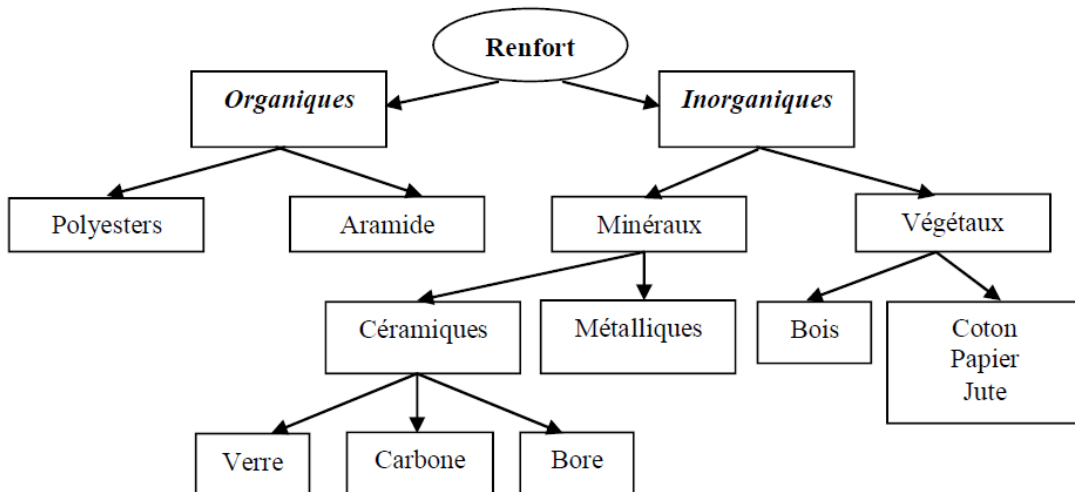 Renfort
Organiques
Inorganiques
Polyesters
Aramide
Minéraux
Végétaux
Céramiques
Métalliques
Bois
Coton
Papier
Jute
Verre
Carbone
Bore